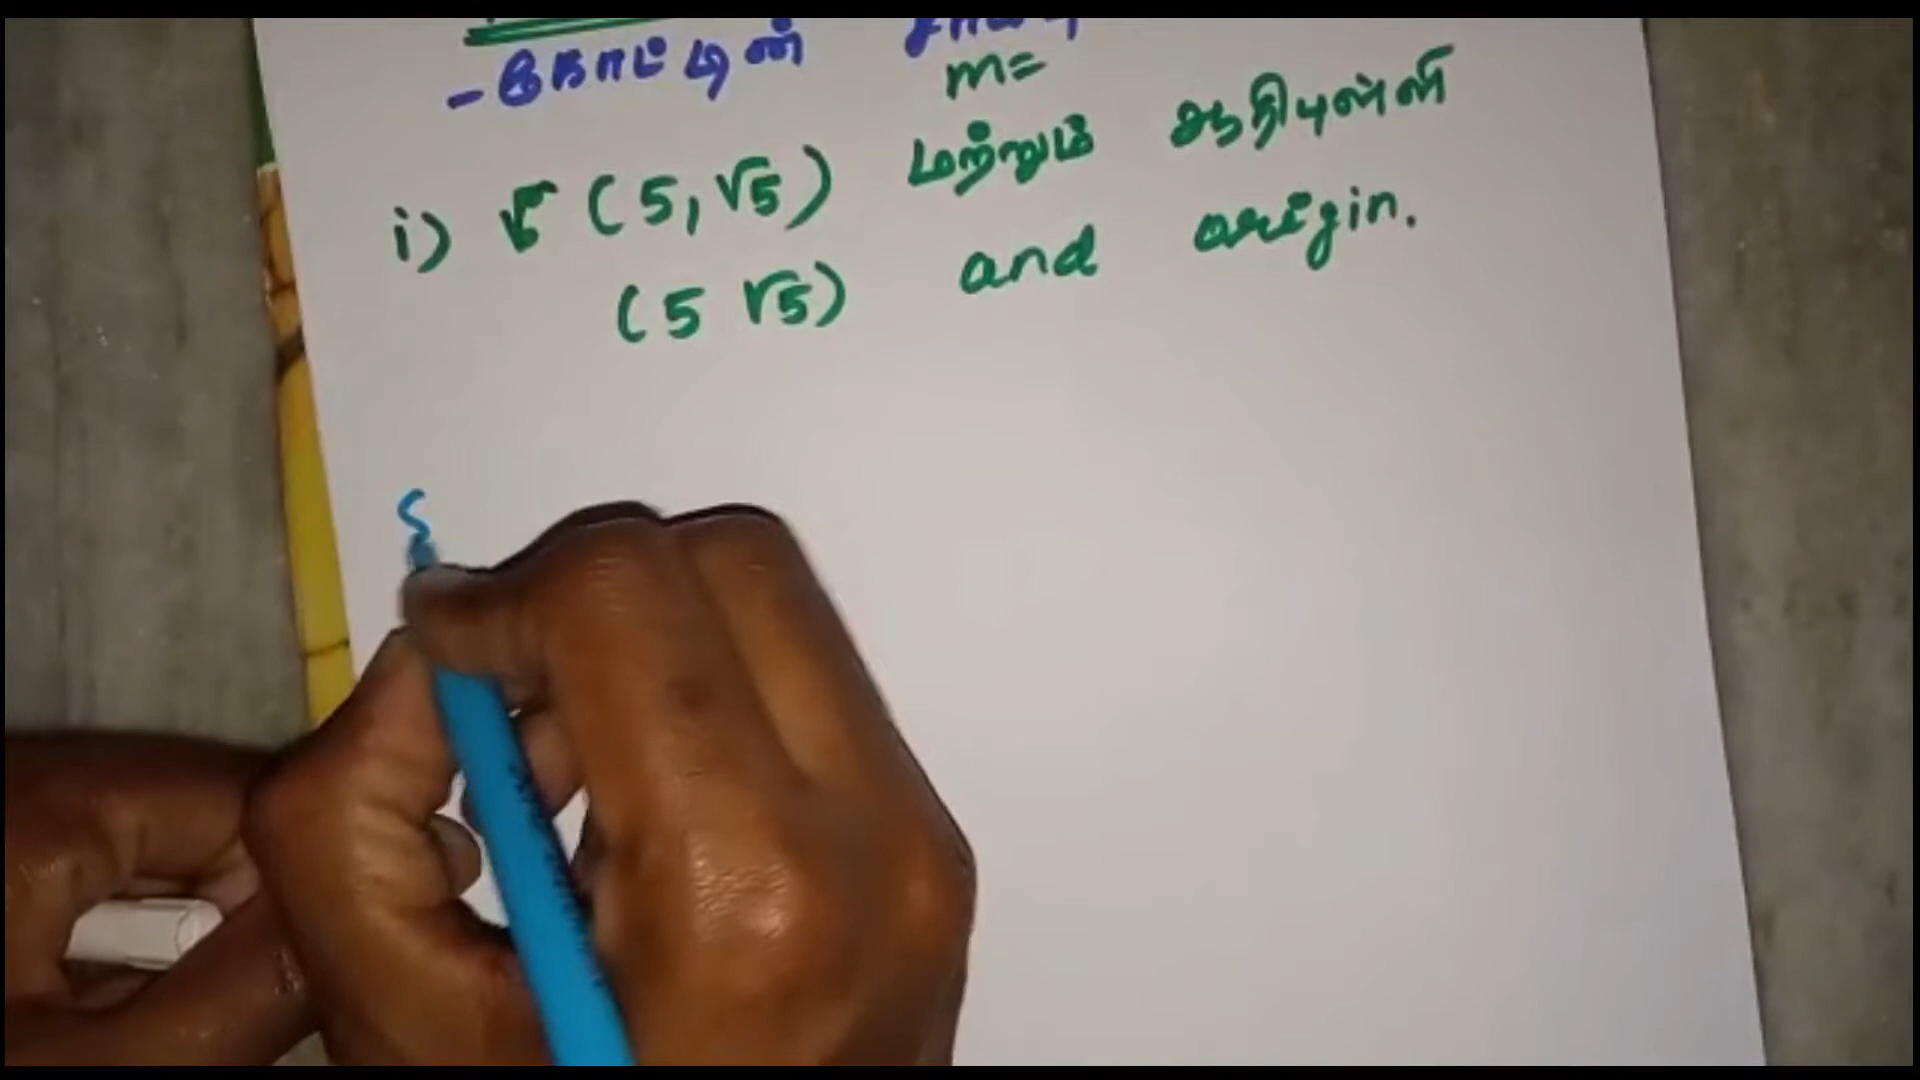 -கோட்டின்
m=
i) (5,√5) மற்றும் ஆதிபுள்ளி
(5 √5) and origin.
S